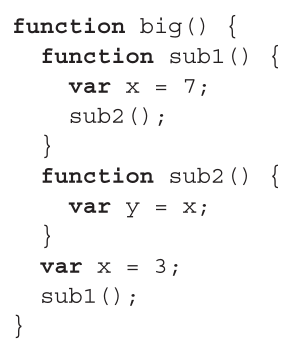 function big() {
  function sub1() {
    var x = 7;
    sub2();
  }
  function sub2() {
    var y = x;
  }
  var x = 3;
  sub1();
}